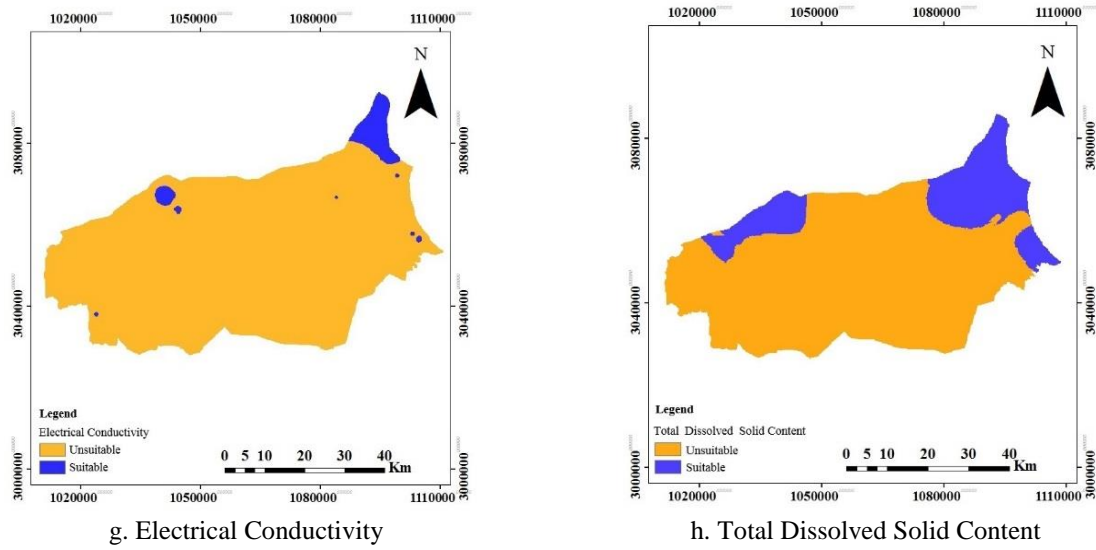 1020000 1050000 1080000 1110000
N
3080000 3080000
3040000 3040000
Legend
Electrical Conductivity
Unsuitable
Suitable
0 5 10 20 30 40
Km
3000000 3000000
1020000 1050000 1080000 1110000
g. Electrical Conductivity
1020000 1050000 1080000 1110000
N
3080000 3080000
3040000 3040000
Legend
Total Dissolved Solid Content
Unsuitable
Suitable
0 5 10 20 30 40
Km
3000000 3000000
1020000 1050000 1080000 1110000
h. Total Dissolved Solid Content